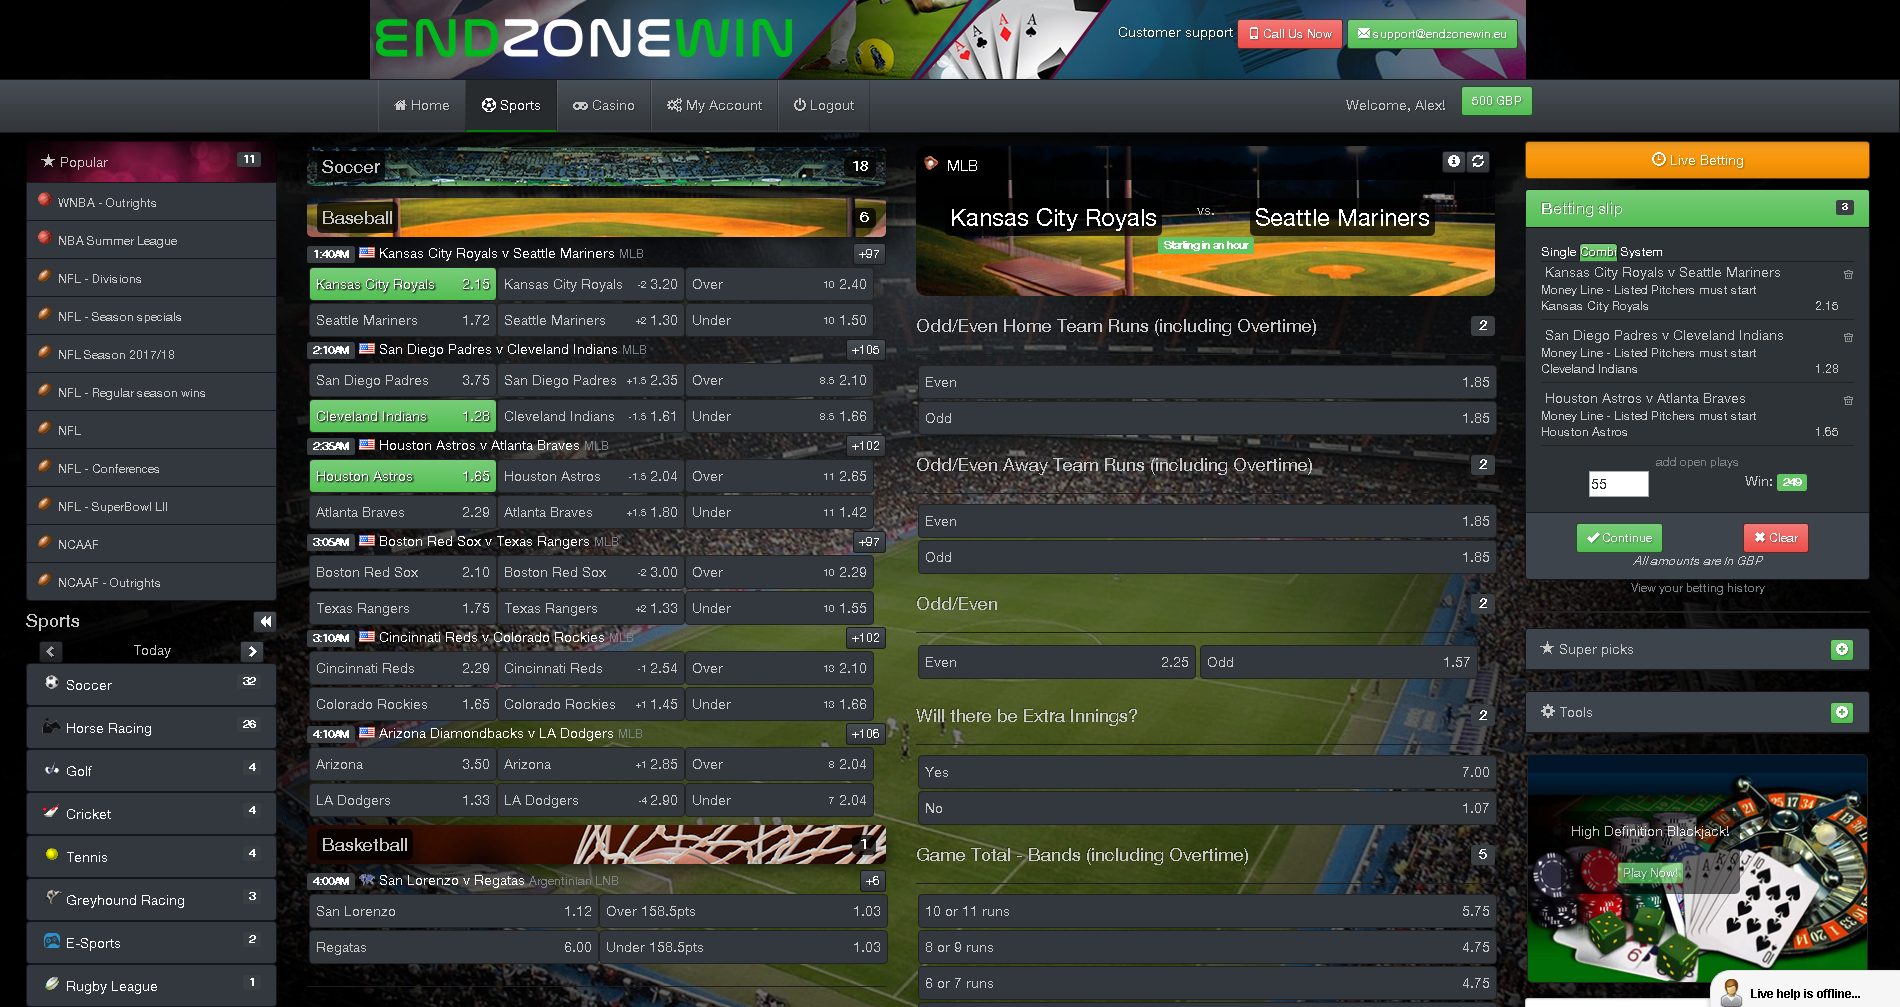 ENDZONEWIN
Customer support Call Us Now support@endzonewin.eu
Home Sports Casino My Account Logout
Welcome, Alex! 500 GBP
Popular 11
WNBA - Outrights
NBA Summer League
NFL - Divisions
NFL - Season specials
NFL Season 2017/18
NFL - Regular season wins
NFL
NFL - Conferences
NFL - SuperBowl LII
NCAAF
NCAAF - Outrights
Sports
Today
Soccer 32
Horse Racing 26
Golf 4
Cricket 4
Tennis 4
Greyhound Racing 3
E-Sports 2
Rugby League 1
Soccer 18
Baseball 6
1:40AM Kansas City Royals v Seattle Mariners MLB +97
Kansas City Royals 2.15 Kansas City Royals -2 3.20 Over 10 2.40
Seattle Mariners 1.72 Seattle Mariners +2 1.30 Under 10 1.50
2:10AM San Diego Padres v Cleveland Indians MLB +105
San Diego Padres 3.75 San Diego Padres +1.5 2.35 Over 8.5 2.10
Cleveland Indians 1.28 Cleveland Indians -1.5 1.61 Under 8.5 1.66
2:35AM Houston Astros v Atlanta Braves MLB +102
Houston Astros 1.65 Houston Astros -1.5 2.04 Over 11 2.65
Atlanta Braves 2.29 Atlanta Braves +1.5 1.80 Under 11 1.42
3:05AM Boston Red Sox v Texas Rangers MLB +97
Boston Red Sox 2.10 Boston Red Sox -2 3.00 Over 10 2.29
Texas Rangers 1.75 Texas Rangers +2 1.33 Under 10 1.55
3:10AM Cincinnati Reds v Colorado Rockies MLB +102
Cincinnati Reds 2.29 Cincinnati Reds -1 2.54 Over 13 2.10
Colorado Rockies 1.65 Colorado Rockies +1 1.45 Under 13 1.66
4:10AM Arizona Diamondbacks v LA Dodgers MLB +106
Arizona 3.50 Arizona +1 2.85 Over 8 2.04
LA Dodgers 1.33 LA Dodgers -4 2.90 Under 7 2.04
Basketball 1
4:00AM San Lorenzo v Regatas Argentinian LNB +6
San Lorenzo 1.12 Over 158.5pts 1.03
Regatas 6.00 Under 158.5pts 1.03
MLB
Kansas City Royals vs. Seattle Mariners
Starting in an hour
Odd/Even Home Team Runs (including Overtime) 2
Even 1.85
Odd 1.85
Odd/Even Away Team Runs (including Overtime) 2
Even 1.85
Odd 1.85
Odd/Even 2
Even 2.25 Odd 1.57
Will there be Extra Innings? 2
Yes 7.00
No 1.07
Game Total - Bands (including Overtime) 5
10 or 11 runs 5.75
8 or 9 runs 4.75
6 or 7 runs 4.75
Live Betting
Betting slip 3
Single Combi System
Kansas City Royals v Seattle Mariners
Money Line - Listed Pitchers must start
Kansas City Royals 2.15
San Diego Padres v Cleveland Indians
Money Line - Listed Pitchers must start
Cleveland Indians 1.28
Houston Astros v Atlanta Braves
Money Line - Listed Pitchers must start
Houston Astros 1.65
add open plays
55 Win: 249
Continue Clear
All amounts are in GBP
View your betting history
Super picks
Tools
High Definition Blackjack!
Play Now!
Live help is offline...